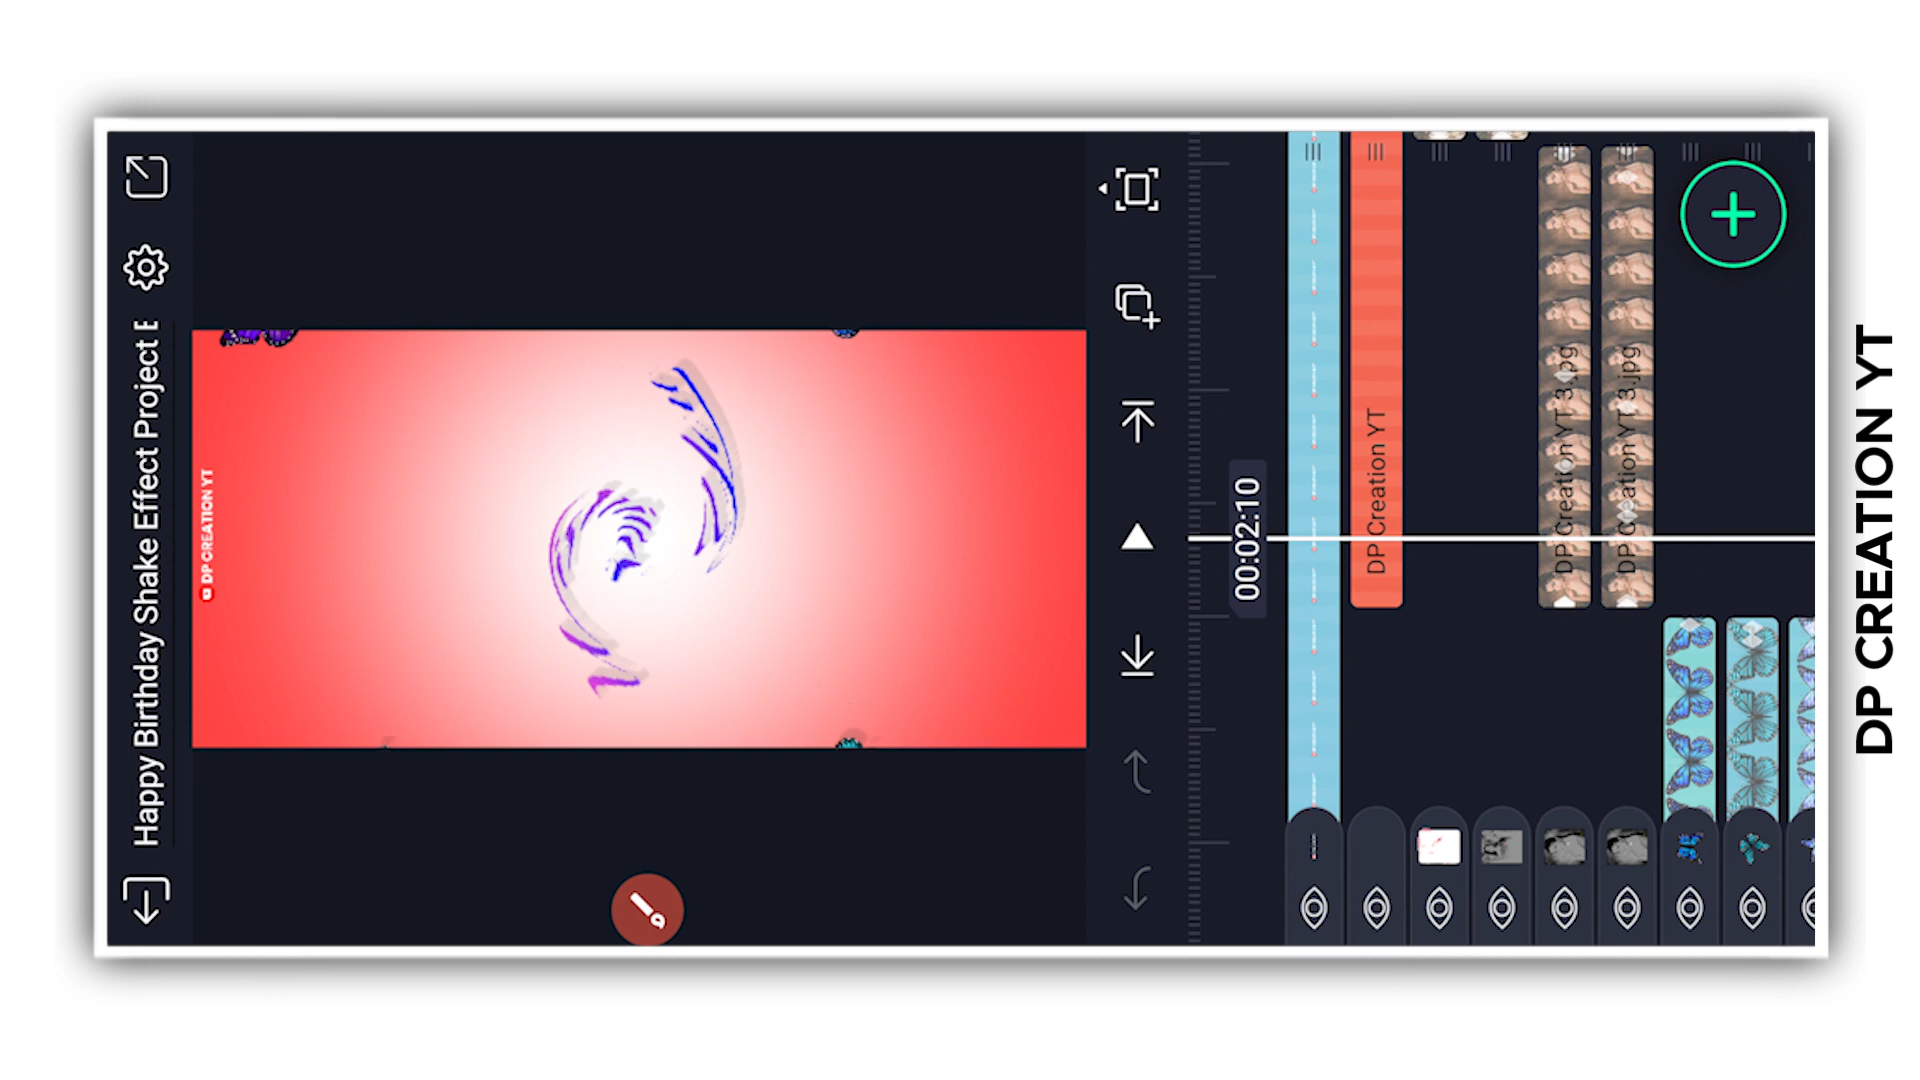 Happy Birthday Shake Effect Project E
DP CREATION YT
00:02:10
DP Creation YT
DP Creation YT 3.jpg
DP Creation YT 3.jpg
DP CREATION YT